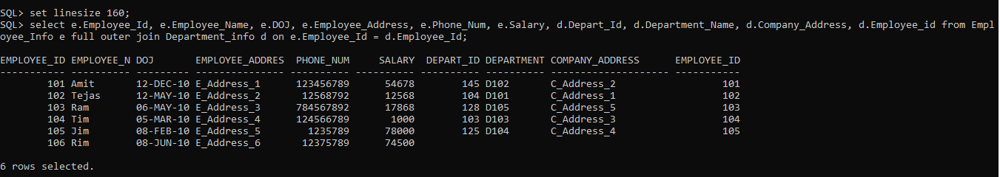 SQL> set linesize 160;
SQL> select e.Employee_Id, e.Employee_Name, e.DOJ, e.Employee_Address, e.Phone_Num, e.Salary, d.Depart_Id, d.Department_Name, d.Company_Address, d.Employee_id from Empl
oyee_Info e full outer join Department_info d on e.Employee_Id = d.Employee_Id;
EMPLOYEE_ID EMPLOYEE_N DOJ       EMPLOYEE_ADDRES  PHONE_NUM     SALARY  DEPART_ID DEPARTMENT COMPANY_ADDRESS      EMPLOYEE_ID
----------- ---------- --------- --------------- ---------- ---------- ---------- ---------- -------------------- -----------
        101 Amit       12-DEC-10 E_Address_1      123456789      54678        145 D102       C_Address_2                  101
        102 Tejas      12-MAY-10 E_Address_2       12568792      12568        104 D101       C_Address_1                  102
        103 Ram        06-MAY-10 E_Address_3      784567892      17868        128 D105       C_Address_5                  103
        104 Tim        05-MAR-10 E_Address_4      124566789       1000        103 D103       C_Address_3                  104
        105 Jim        08-FEB-10 E_Address_5        1235789      78000        125 D104       C_Address_4                  105
        106 Rim        08-JUN-10 E_Address_6       12375789      74500
6 rows selected.